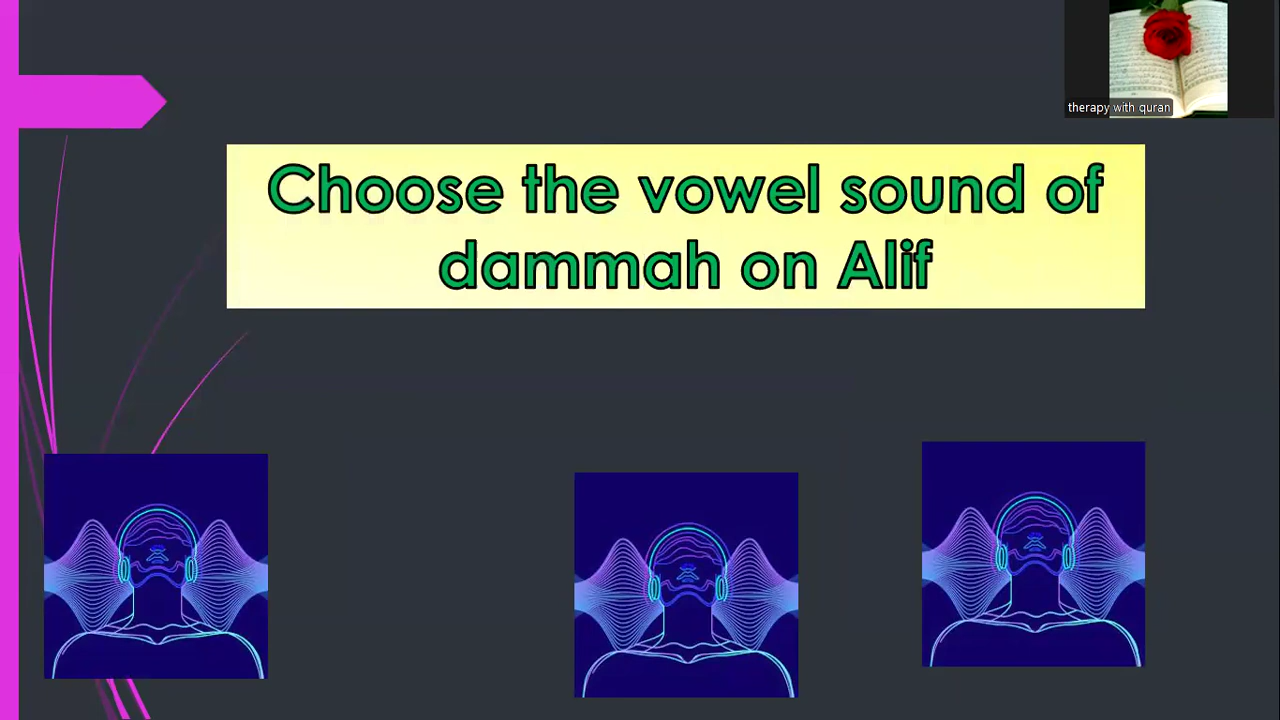 therapy with quran
Choose the vowel sound of
dammah on Alif